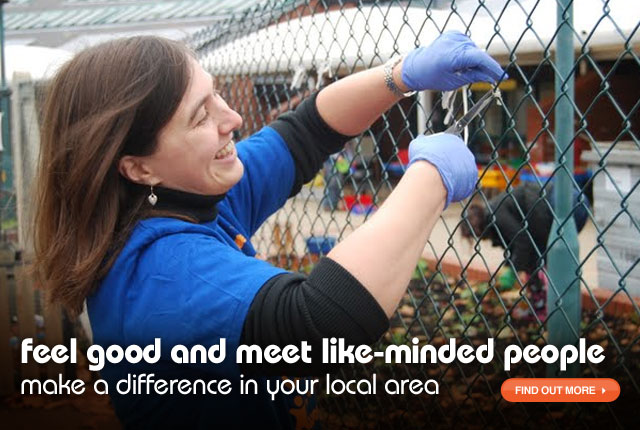 feel good and meet like-minded people
make a difference in your local area
FIND OUT MORE